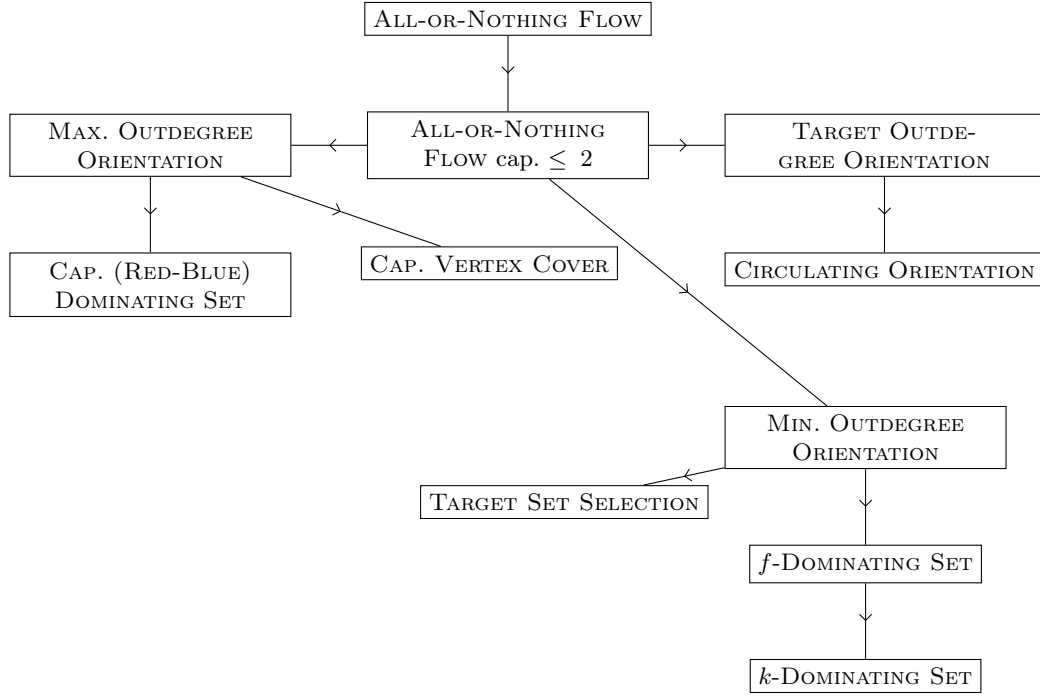 ALL-OR-NOTHING FLOW
MAX. OUTDEGREE
ORIENTATION
ALL-OR-NOTHING
FLOW cap. ≤ 2
TARGET OUTDE-
GREE ORIENTATION
CAP. (RED-BLUE)
DOMINATING SET
CAP. VERTEX COVER
CIRCULATING ORIENTATION
MIN. OUTDEGREE
ORIENTATION
TARGET SET SELECTION
f-DOMINATING SET
k-DOMINATING SET